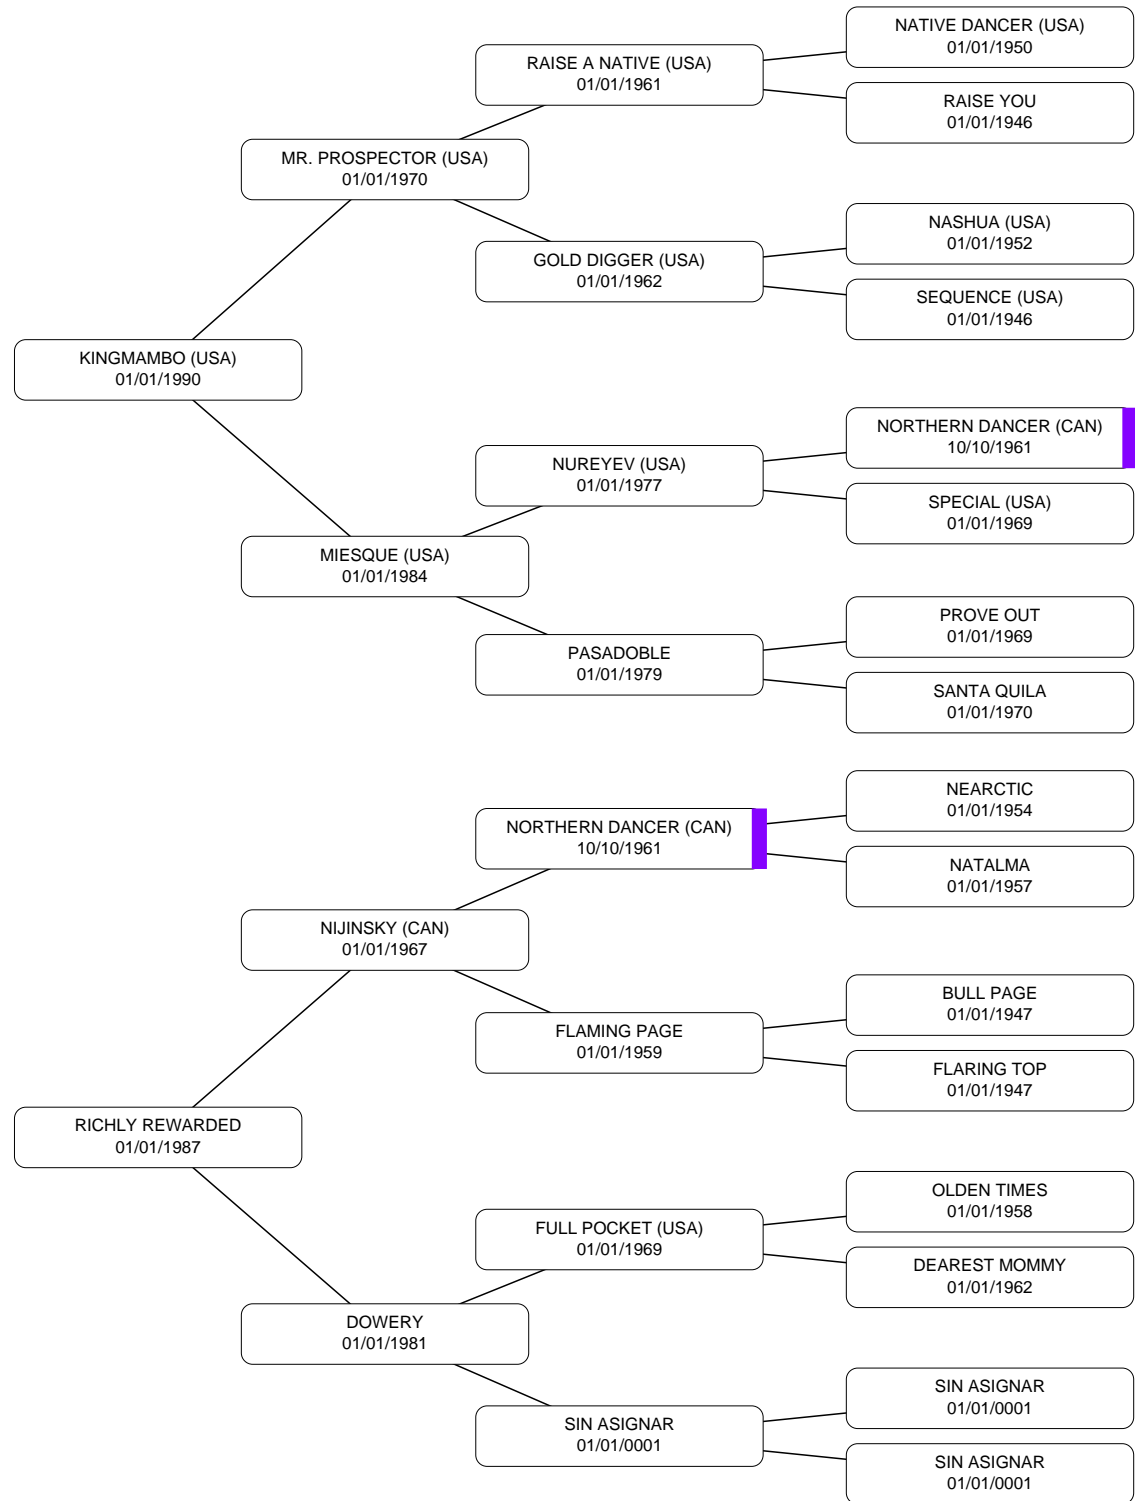 NATIVE DANCER (USA)
01/01/1950
RAISE A NATIVE (USA)
01/01/1961
RAISE YOU
01/01/1946
MR. PROSPECTOR (USA)
01/01/1970
NASHUA (USA)
01/01/1952
GOLD DIGGER (USA)
01/01/1962
SEQUENCE (USA)
01/01/1946
KINGMAMBO (USA)
01/01/1990
NORTHERN DANCER (CAN)
10/10/1961
NUREYEV (USA)
01/01/1977
SPECIAL (USA)
01/01/1969
MIESQUE (USA)
01/01/1984
PROVE OUT
01/01/1969
PASADOBLE
01/01/1979
SANTA QUILA
01/01/1970
NEARCTIC
01/01/1954
NORTHERN DANCER (CAN)
10/10/1961
NATALMA
01/01/1957
NIJINSKY (CAN)
01/01/1967
BULL PAGE
01/01/1947
FLAMING PAGE
01/01/1959
FLARING TOP
01/01/1947
RICHLY REWARDED
01/01/1987
OLDEN TIMES
01/01/1958
FULL POCKET (USA)
01/01/1969
DEAREST MOMMY
01/01/1962
DOWERY
01/01/1981
SIN ASIGNAR
01/01/0001
SIN ASIGNAR
01/01/0001
SIN ASIGNAR
01/01/0001